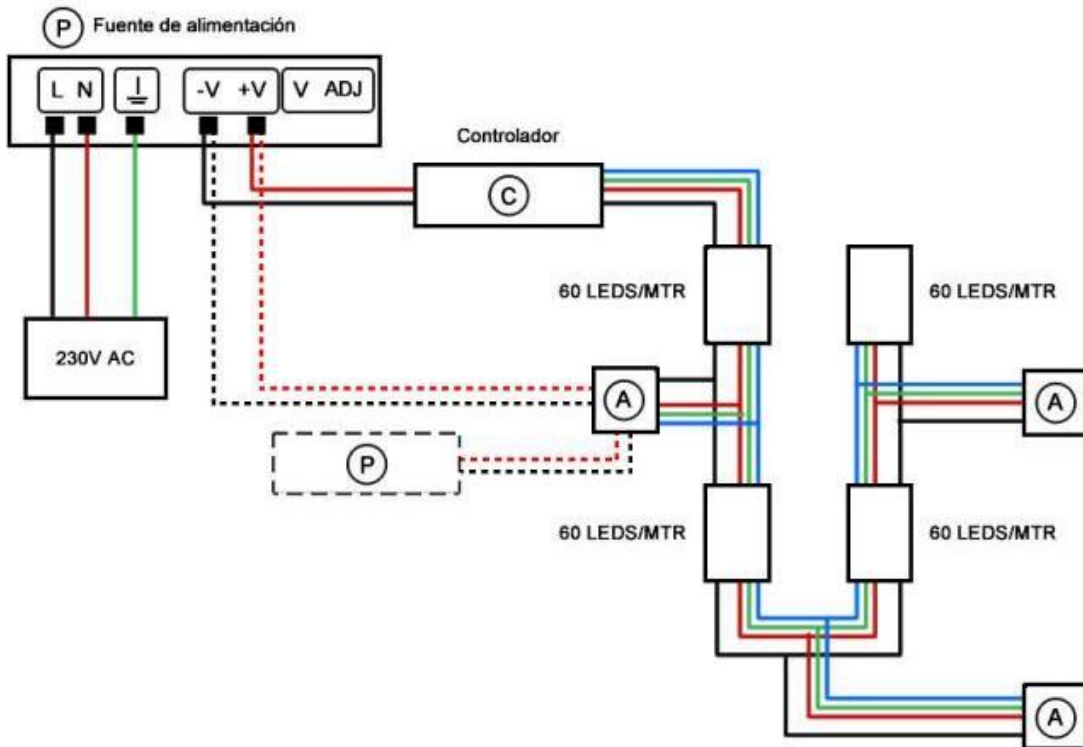 P Fuente de alimentación
L N -V +V V ADJ
Controlador
C
230V AC
60 LEDS/MTR 60 LEDS/MTR
A A
P
60 LEDS/MTR 60 LEDS/MTR
A